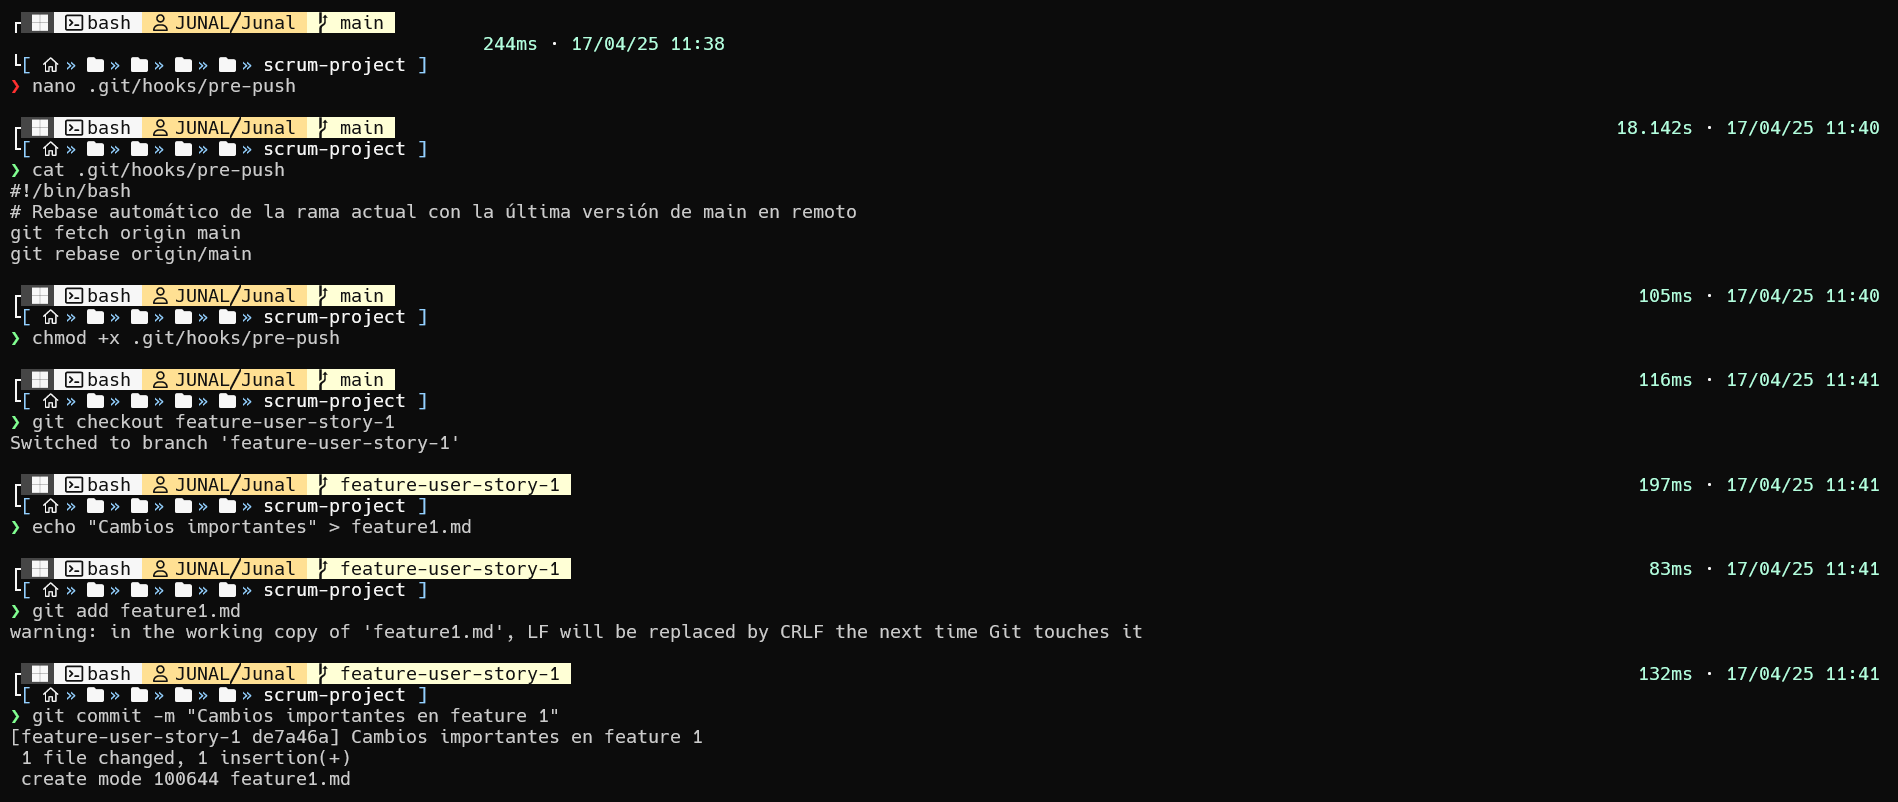 bash JUNAL/Junal main
244ms · 17/04/25 11:38
[ » » » » » scrum-project ]
❯ nano .git/hooks/pre-push
bash JUNAL/Junal main 18.142s · 17/04/25 11:40
[ » » » » » scrum-project ]
❯ cat .git/hooks/pre-push
#!/bin/bash
# Rebase automático de la rama actual con la última versión de main en remoto
git fetch origin main
git rebase origin/main
bash JUNAL/Junal main 105ms · 17/04/25 11:40
[ » » » » » scrum-project ]
❯ chmod +x .git/hooks/pre-push
bash JUNAL/Junal main 116ms · 17/04/25 11:41
[ » » » » » scrum-project ]
❯ git checkout feature-user-story-1
Switched to branch 'feature-user-story-1'
bash JUNAL/Junal feature-user-story-1 197ms · 17/04/25 11:41
[ » » » » » scrum-project ]
❯ echo "Cambios importantes" > feature1.md
bash JUNAL/Junal feature-user-story-1 83ms · 17/04/25 11:41
[ » » » » » scrum-project ]
❯ git add feature1.md
warning: in the working copy of 'feature1.md', LF will be replaced by CRLF the next time Git touches it
bash JUNAL/Junal feature-user-story-1 132ms · 17/04/25 11:41
[ » » » » » scrum-project ]
❯ git commit -m "Cambios importantes en feature 1"
[feature-user-story-1 de7a46a] Cambios importantes en feature 1
1 file changed, 1 insertion(+)
create mode 100644 feature1.md